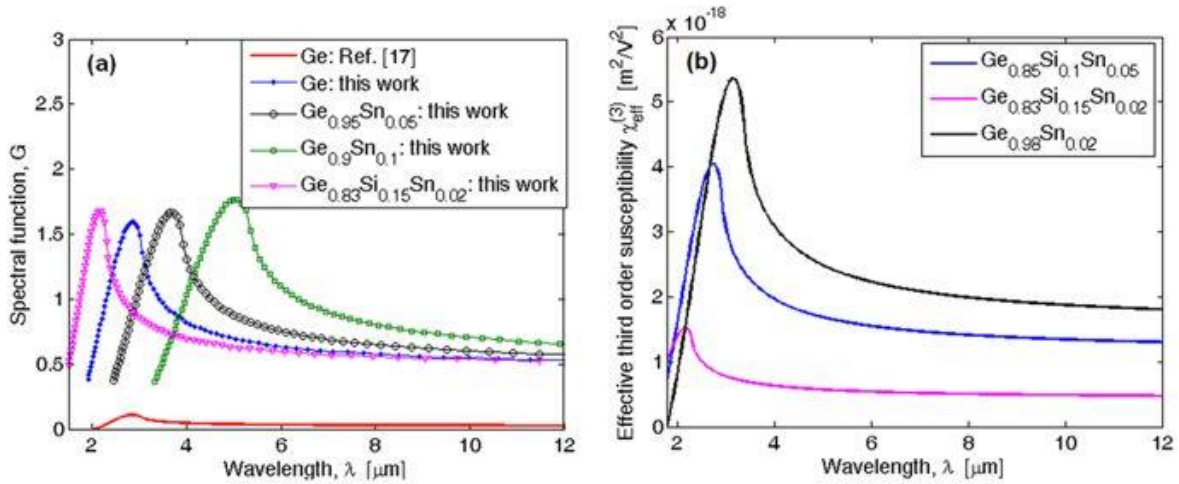 (a)
Ge: Ref. [17]
Ge: this work
Ge0.95Sn0.05: this work
Ge0.9Sn0.1: this work
Ge0.83Si0.15Sn0.02: this work
Spectral function, G
3
2.5
2
1.5
1
0.5
0
2 4 6 8 10 12
Wavelength, λ [μm]
× 10^-18
(b)
Ge0.85Si0.1Sn0.05
Ge0.83Si0.15Sn0.02
Ge0.98Sn0.02
Effective third order susceptibility χeff^(3) [m^2/V^2]
6
5
4
3
2
1
0
2 4 6 8 10 12
Wavelength, λ [μm]